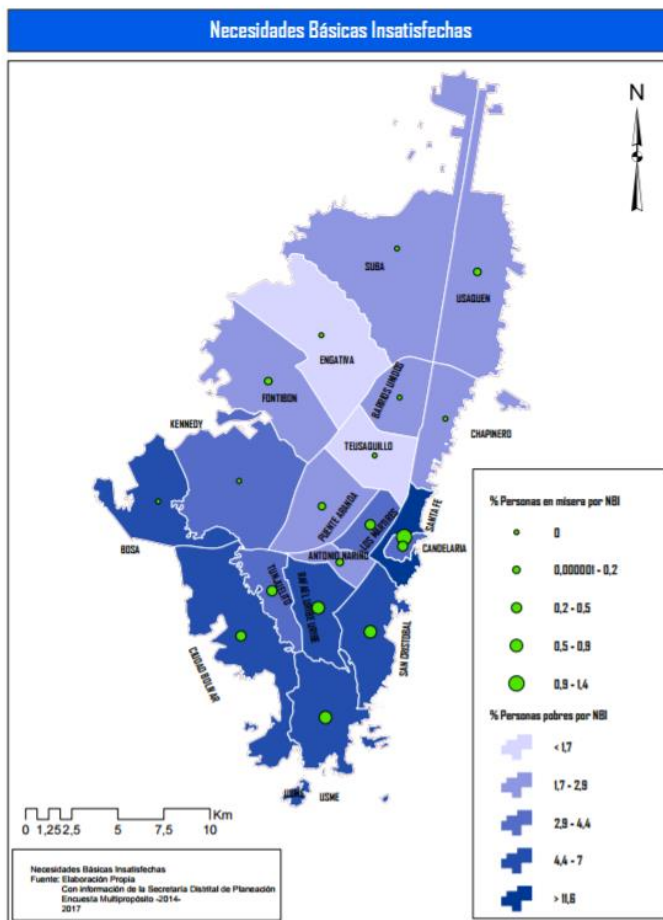 Necesidades Básicas Insatisfechas
N
SUBA
USAQUEN
ENGATIVA
BARRIOS UNIDOS
FONTIBON
CHAPINERO
KENNEDY
TEUSAQUILLO
SANTA FE
PUENTE ARANDA
LOS MARTIRES
BOSA
CANDELARIA
ANTONIO NARIÑO
TUNJUELITO
RAFAEL URIBE URIBE
SAN CRISTOBAL
CIUDAD BOLIVAR
USME
USME
% Personas en misera por NBI
0
0,000001 - 0,2
0,2 - 0,5
0,5 - 0,9
0,9 - 1,4
% Personas pobres por NBI
< 1,7
1,7 - 2,9
2,9 - 4,4
4,4 - 7
> 11,6
Km
0 1,25 2,5 5 7,5 10
Necesidades Básicas Insatisfechas
Fuente: Elaboración Propia
Con información de la Secretaría Distrital de Planeación
Encuesta Multipropósito -2014-
2017